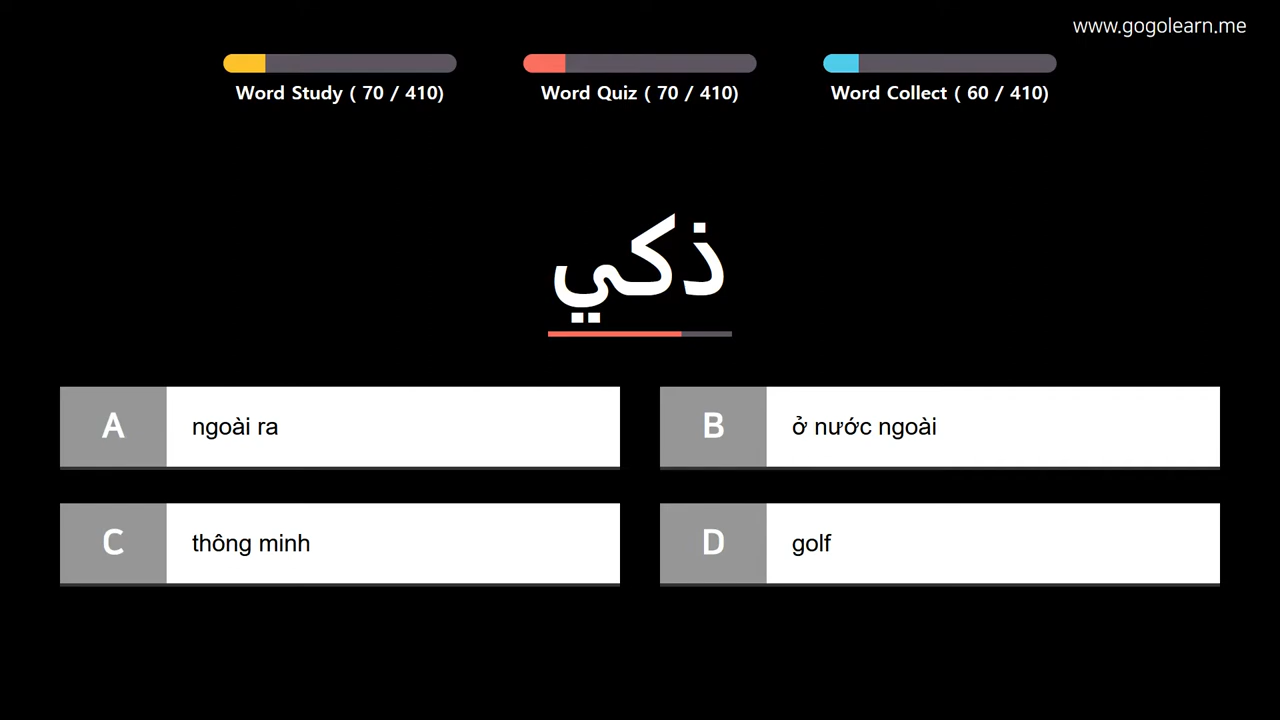 www.gogolearn.me
Word Study ( 70 / 410)
Word Quiz ( 70 / 410)
Word Collect ( 60 / 410)
ذكي
A
ngoài ra
B
ở nước ngoài
C
thông minh
D
golf